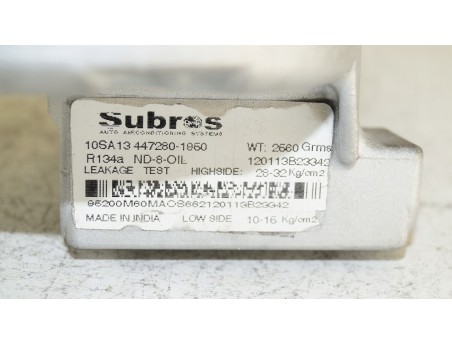 Subros
AUTO AIRCONDITIONING SYSTEMS
10SA13 447280-1950 WT: 2560 Grms
R134a ND-8-OIL 120113B23342
LEAKAGE TEST HIGHSIDE: 28-32 Kg/cm2
95200M60MAOS662120113B23342
MADE IN INDIA LOW SIDE 10-16 Kg/cm2